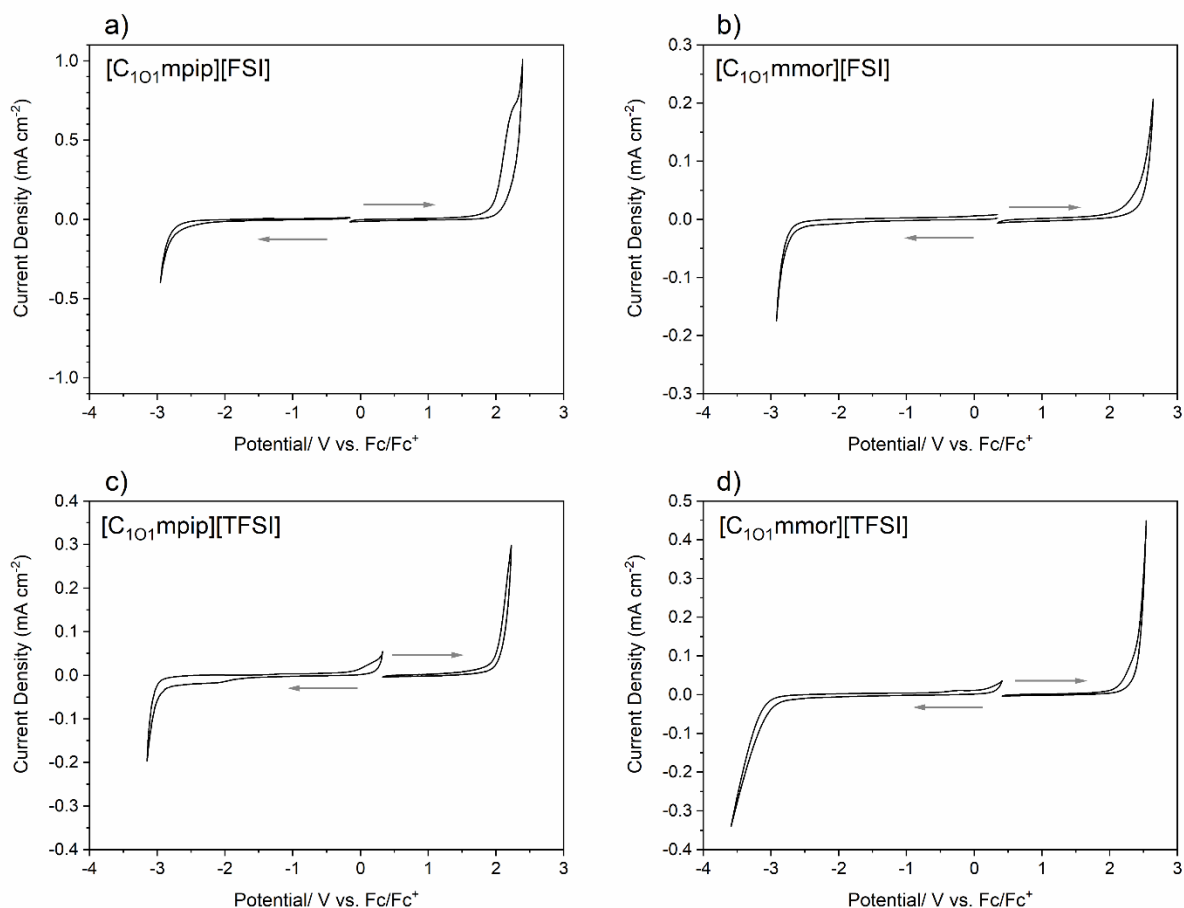 a)
[C₁ₒ₁mpip][FSI]
Current Density (mA cm⁻²)
1.0
0.5
0.0
-0.5
-1.0
-4 -3 -2 -1 0 1 2 3
Potential/ V vs. Fc/Fc⁺
b)
[C₁ₒ₁mmor][FSI]
Current Density (mA cm⁻²)
0.3
0.2
0.1
0.0
-0.1
-0.2
-0.3
-4 -3 -2 -1 0 1 2 3
Potential/ V vs. Fc/Fc⁺
c)
[C₁ₒ₁mpip][TFSI]
Current Density (mA cm⁻²)
0.4
0.3
0.2
0.1
0.0
-0.1
-0.2
-0.3
-0.4
-4 -3 -2 -1 0 1 2 3
Potential/ V vs. Fc/Fc⁺
d)
[C₁ₒ₁mmor][TFSI]
Current Density (mA cm⁻²)
0.5
0.4
0.3
0.2
0.1
0.0
-0.1
-0.2
-0.3
-0.4
-4 -3 -2 -1 0 1 2 3
Potential/ V vs. Fc/Fc⁺